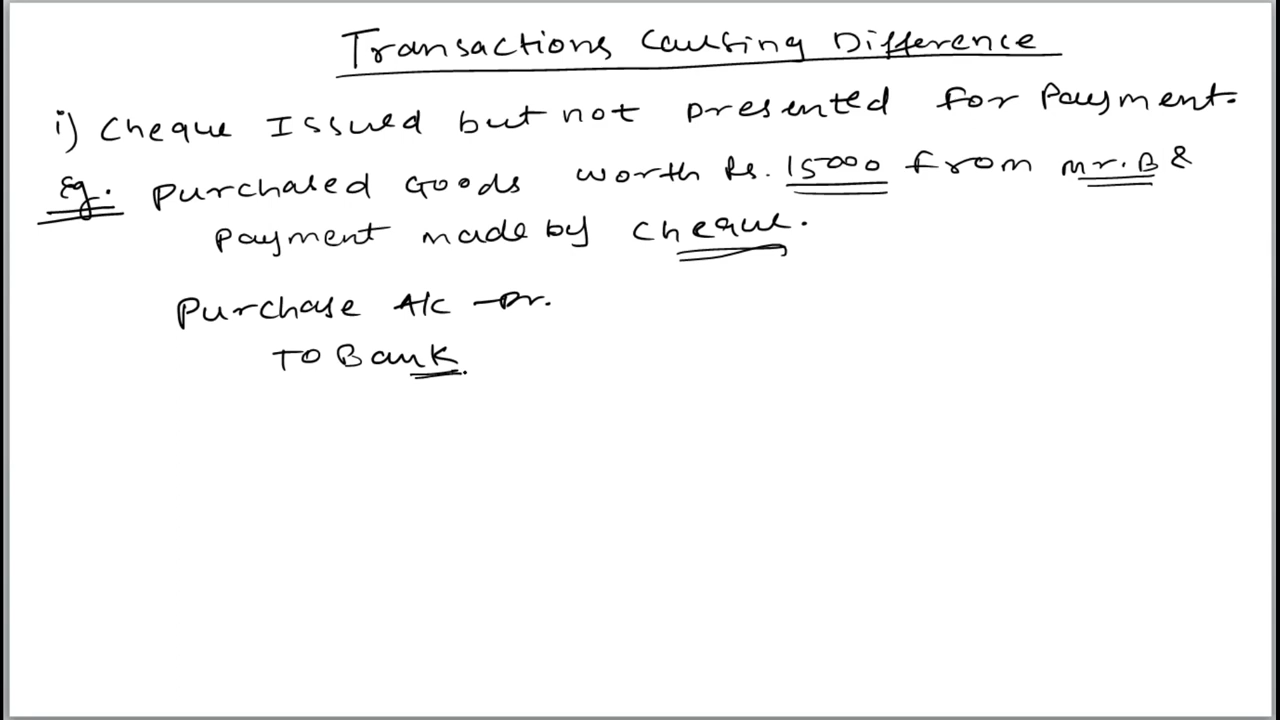 Transactions Causing Difference
i) Cheque Issued but not presented for Payment.
Eg. Purchased Goods worth Rs. 15000 from Mr. B &
Payment made by cheque.
Purchase A/c - Dr.
To Bank.